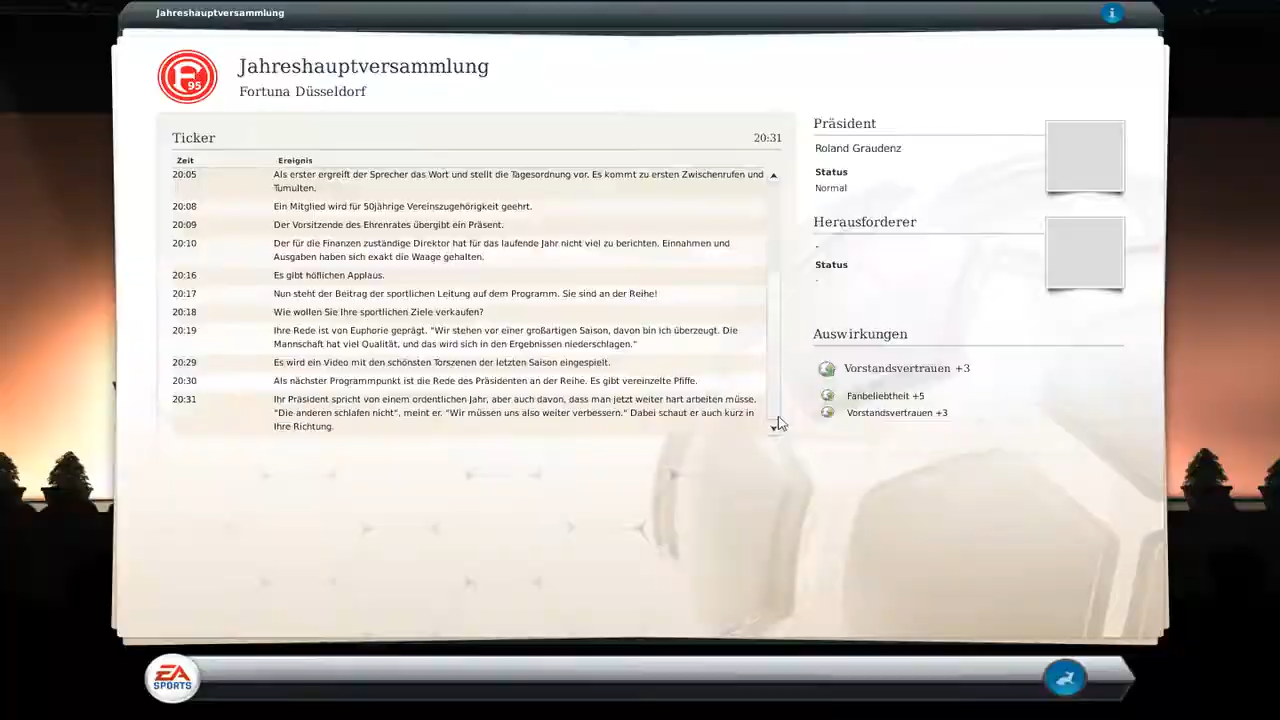 Jahreshauptversammlung
i
F 95
Jahreshauptversammlung
Fortuna Düsseldorf
Ticker 20:31
Zeit Ereignis
20:05 Als erster ergreift der Sprecher das Wort und stellt die Tagesordnung vor. Es kommt zu ersten Zwischenrufen und
Tumulten.
20:08 Ein Mitglied wird für 50jährige Vereinszugehörigkeit geehrt.
20:09 Der Vorsitzende des Ehrenrates übergibt ein Präsent.
20:10 Der für die Finanzen zuständige Direktor hat für das laufende Jahr nicht viel zu berichten. Einnahmen und
Ausgaben haben sich exakt die Waage gehalten.
20:16 Es gibt höflichen Applaus.
20:17 Nun steht der Beitrag der sportlichen Leitung auf dem Programm. Sie sind an der Reihe!
20:18 Wie wollen Sie Ihre sportlichen Ziele verkaufen?
20:19 Ihre Rede ist von Euphorie geprägt. "Wir stehen vor einer großartigen Saison, davon bin ich überzeugt. Die
Mannschaft hat viel Qualität, und das wird sich in den Ergebnissen niederschlagen."
20:29 Es wird ein Video mit den schönsten Torszenen der letzten Saison eingespielt.
20:30 Als nächster Programmpunkt ist die Rede des Präsidenten an der Reihe. Es gibt vereinzelte Pfiffe.
20:31 Ihr Präsident spricht von einem ordentlichen Jahr, aber auch davon, dass man jetzt weiter hart arbeiten müsse.
"Die anderen schlafen nicht", meint er. "Wir müssen uns also weiter verbessern." Dabei schaut er auch kurz in
Ihre Richtung.
Präsident
Roland Graudenz
Status
Normal
Herausforderer
-
Status
-
Auswirkungen
Vorstandsvertrauen +3
Fanbeliebtheit +5
Vorstandsvertrauen +3
EA
SPORTS